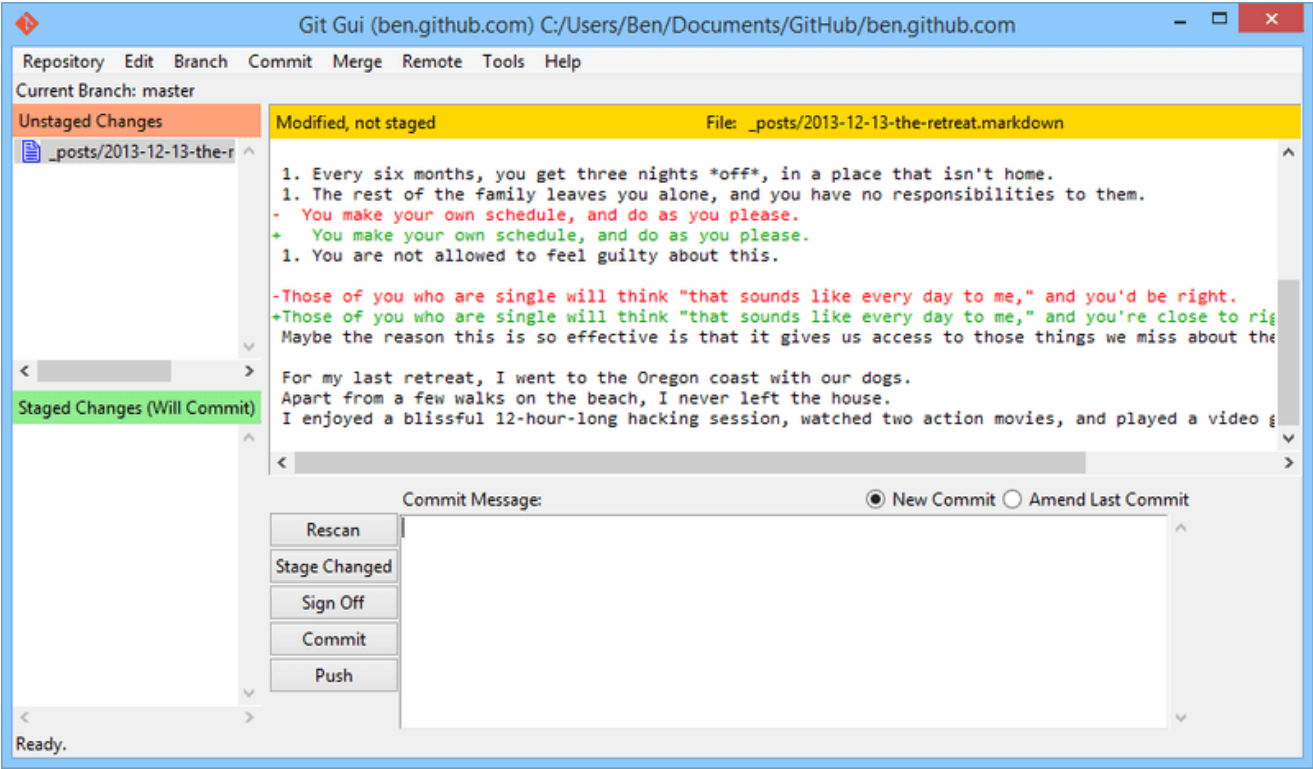 Git Gui (ben.github.com) C:/Users/Ben/Documents/GitHub/ben.github.com
Repository Edit Branch Commit Merge Remote Tools Help
Current Branch: master
Unstaged Changes
_posts/2013-12-13-the-r
Staged Changes (Will Commit)
Modified, not staged File: _posts/2013-12-13-the-retreat.markdown
1. Every six months, you get three nights *off*, in a place that isn't home.
1. The rest of the family leaves you alone, and you have no responsibilities to them.
-  You make your own schedule, and do as you please.
+   You make your own schedule, and do as you please.
1. You are not allowed to feel guilty about this.
-Those of you who are single will think "that sounds like every day to me," and you'd be right.
+Those of you who are single will think "that sounds like every day to me," and you're close to rig
Maybe the reason this is so effective is that it gives us access to those things we miss about the
For my last retreat, I went to the Oregon coast with our dogs.
Apart from a few walks on the beach, I never left the house.
I enjoyed a blissful 12-hour-long hacking session, watched two action movies, and played a video g
Commit Message: New Commit Amend Last Commit
Rescan
Stage Changed
Sign Off
Commit
Push
Ready.